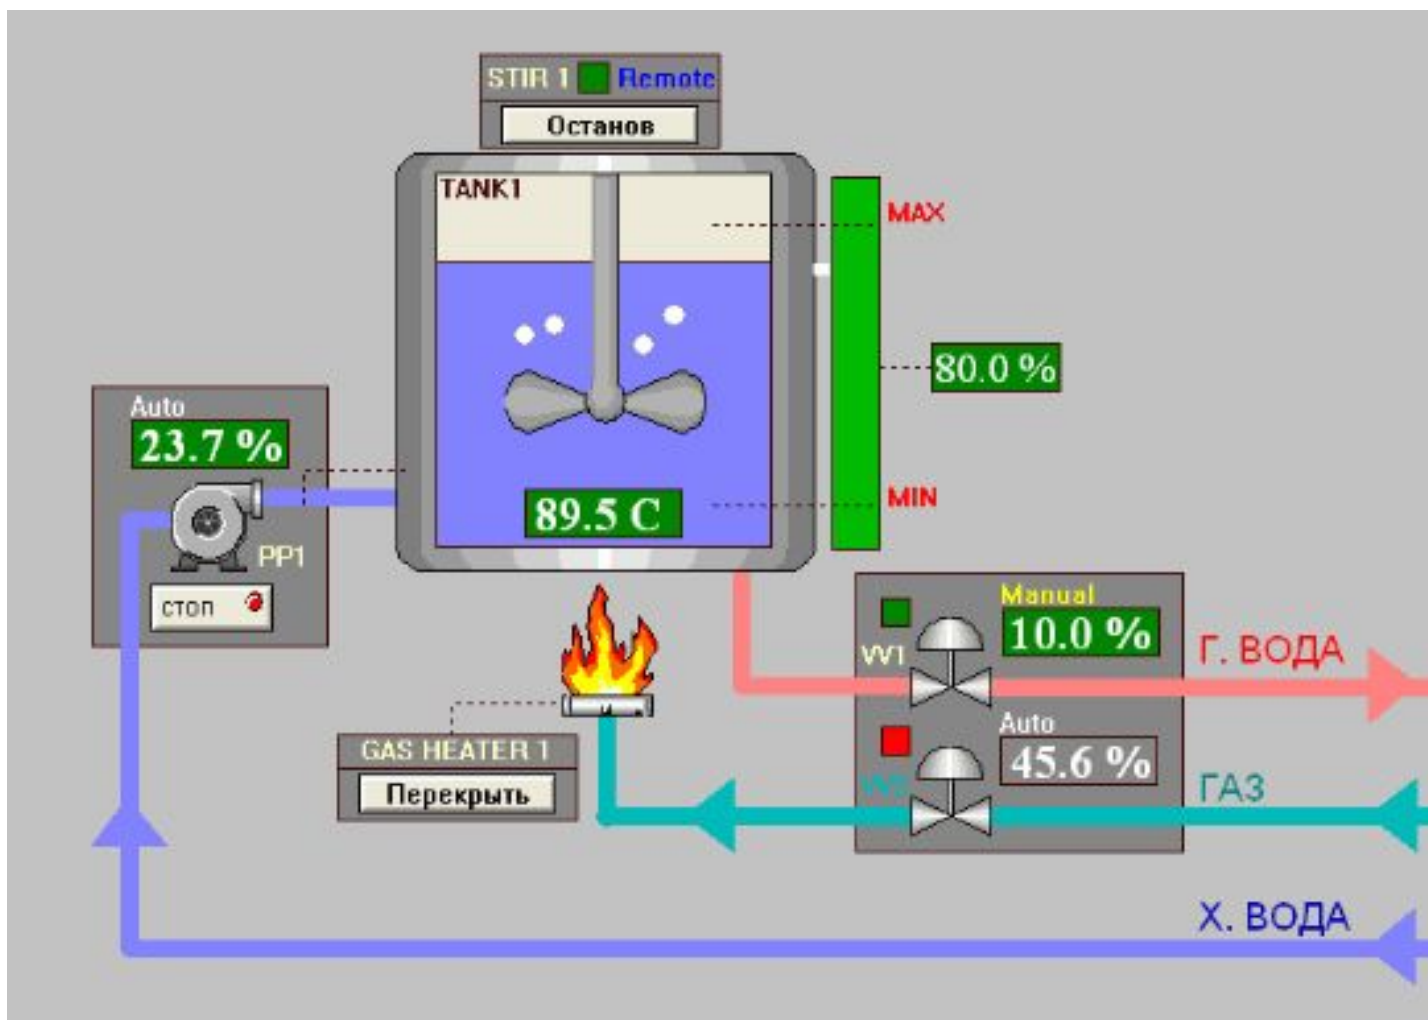 STIR 1 Remote
Останов
TANK1
MAX
80.0 %
Auto
23.7 %
MIN
89.5 C
PP1
стоп
Manual
10.0 %
VV1
Г. ВОДА
Auto
45.6 %
GAS HEATER 1
Перекрыть
ГАЗ
Х. ВОДА